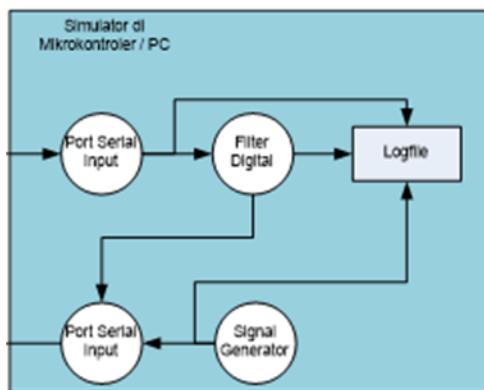 Simulator di
Mikrokontroler / PC
Port Serial
Input
Filter
Digital
Logfile
Port Serial
Input
Signal
Generator